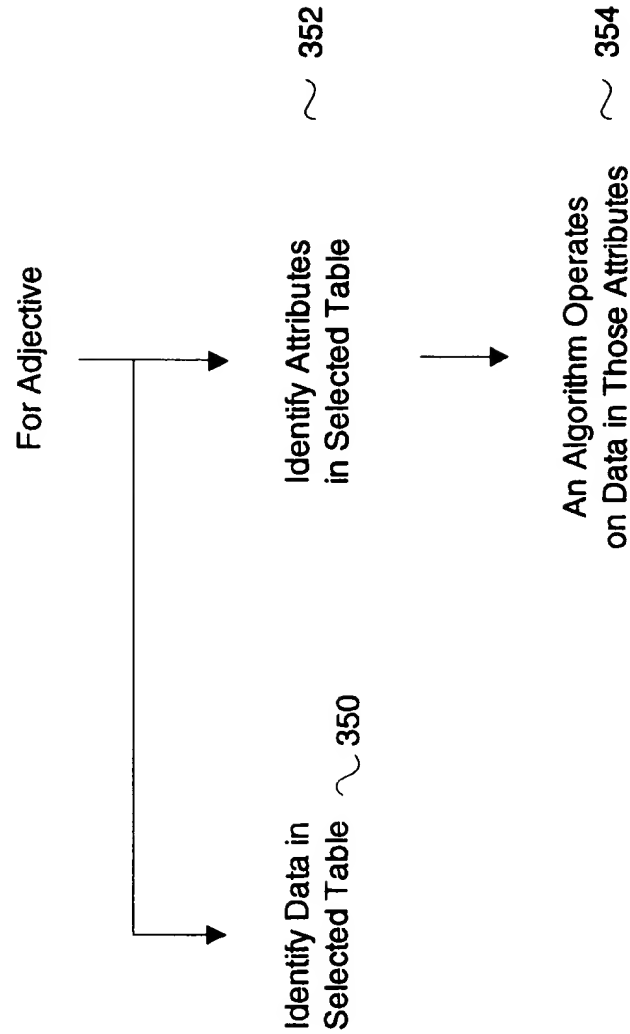 For Adjective
Identify Data in
Selected Table 350
Identify Attributes
in Selected Table
352
An Algorithm Operates
on Data in Those Attributes
354